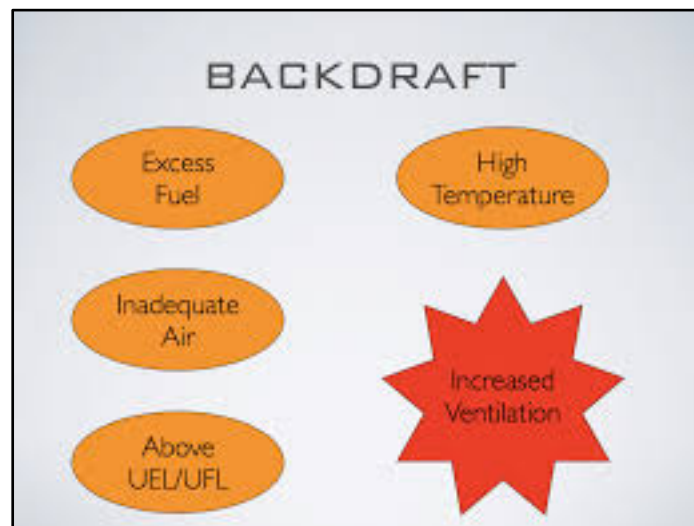 BACKDRAFT
Excess
Fuel
High
Temperature
Inadequate
Air
Increased
Ventilation
Above
UEL/UFL